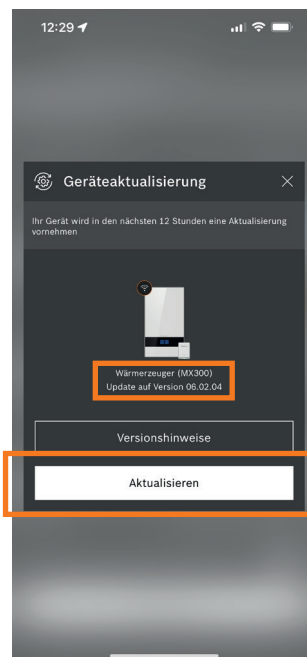 12:29
Geräteaktualisierung
Ihr Gerät wird in den nächsten 12 Stunden eine Aktualisierung
vornehmen
Wärmerzeuger (MX300)
Update auf Version 06.02.04
Versionshinweise
Aktualisieren